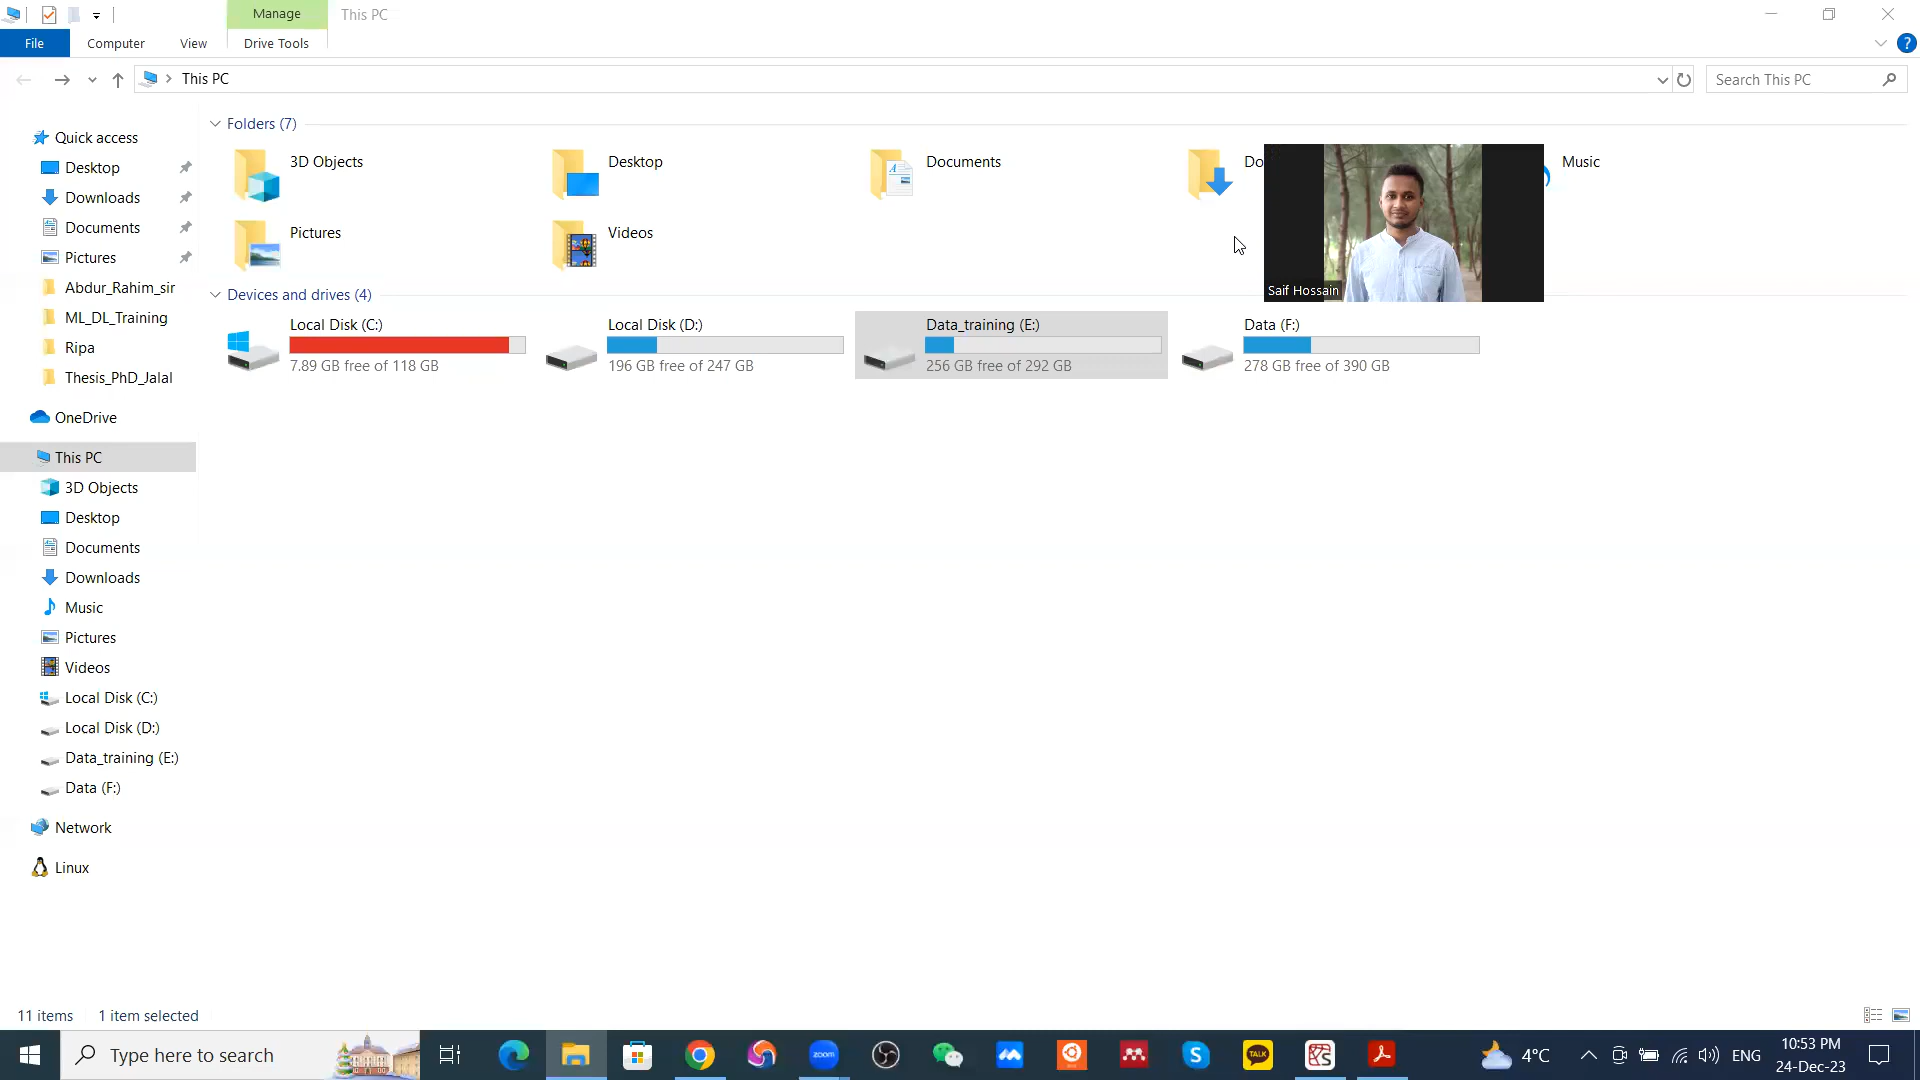 Manage
This PC
File
Computer
View
Drive Tools
This PC
Search This PC
Quick access
Desktop
Downloads
Documents
Pictures
Abdur_Rahim_sir
ML_DL_Training
Ripa
Thesis_PhD_Jalal
OneDrive
This PC
3D Objects
Desktop
Documents
Downloads
Music
Pictures
Videos
Local Disk (C:)
Local Disk (D:)
Data_training (E:)
Data (F:)
Network
Linux
Folders (7)
3D Objects
Desktop
Documents
Do
Music
Pictures
Videos
Saif Hossain
Devices and drives (4)
Local Disk (C:)
7.89 GB free of 118 GB
Local Disk (D:)
196 GB free of 247 GB
Data_training (E:)
256 GB free of 292 GB
Data (F:)
278 GB free of 390 GB
11 items
1 item selected
Type here to search
zoom
TALK
4°C
ENG
10:53 PM
24-Dec-23